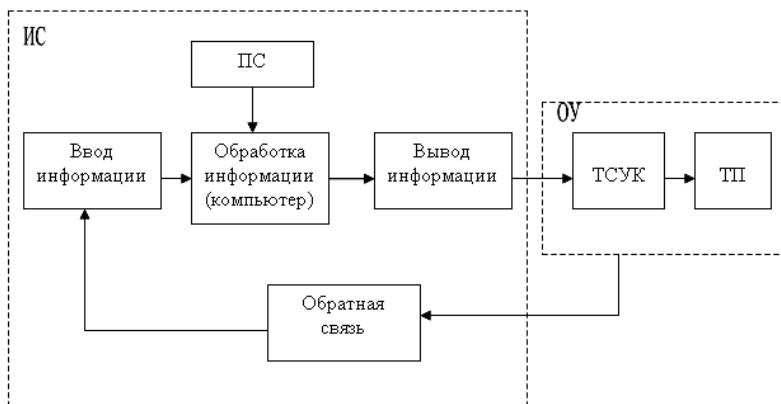 ИС
ПС
ОУ
Ввод
информации
Обработка
информации
(компьютер)
Вывод
информации
ТСУК
ТП
Обратная
связь